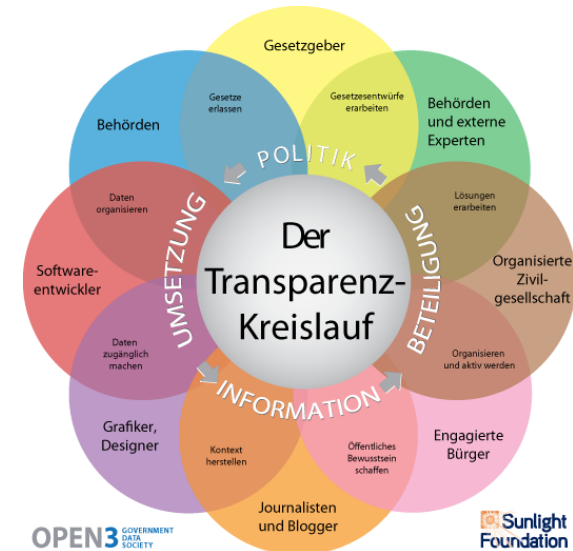 Gesetzgeber
Gesetze
erlassen
Gesetzesentwürfe
erarbeiten
Behörden
Behörden
und externe
Experten
POLITIK
Daten
organisieren
Lösungen
erarbeiten
UMSETZUNG
BETEILIGUNG
Der
Transparenz-
Kreislauf
Software-
entwickler
Organisierte
Zivil-
gesellschaft
Daten
zugänglich
machen
Organisieren
und aktiv werden
INFORMATION
Grafiker,
Designer
Kontext
herstellen
Öffentliches
Bewusstsein
schaffen
Engagierte
Bürger
Journalisten
und Blogger
OPEN3 GOVERNMENT
DATA
SOCIETY
Sunlight
Foundation